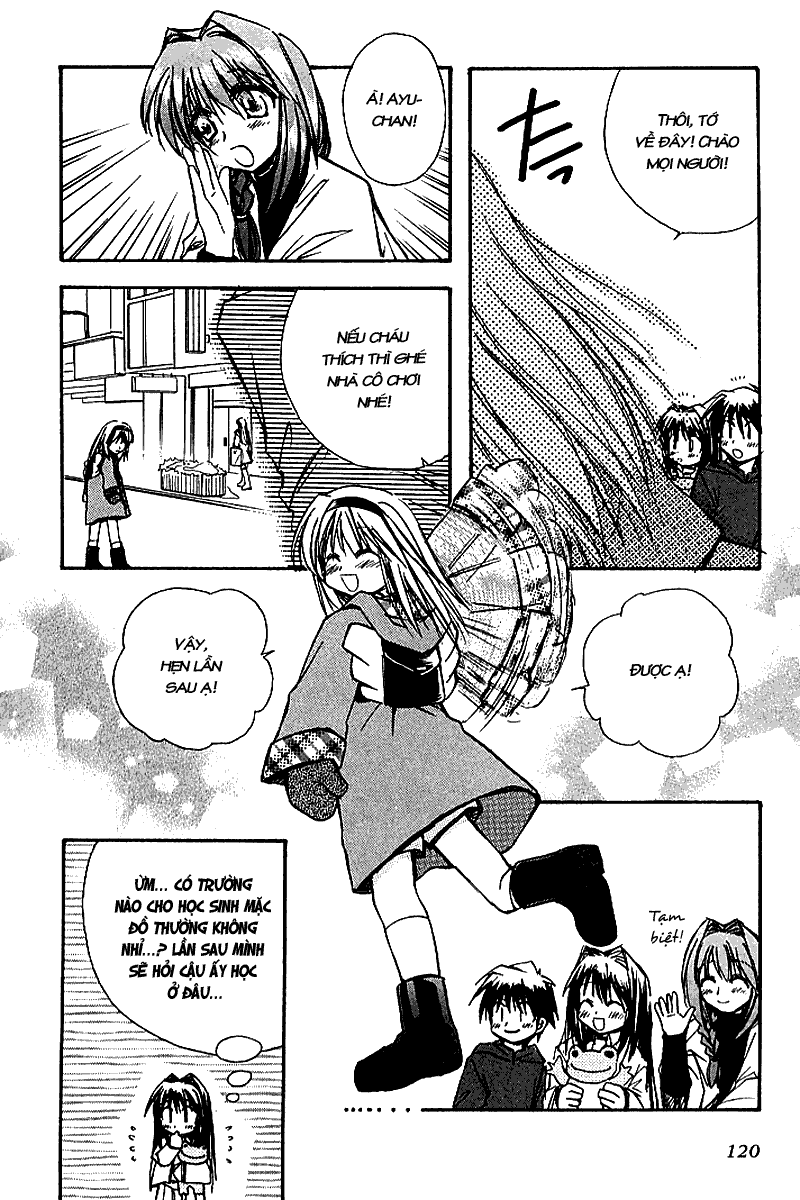 THÔI, TỚ
VỀ ĐÂY! CHÀO
MỌI NGƯỜI!
À! AYU-
CHAN!
NẾU CHÁU
THÍCH THÌ GHÉ
NHÀ CÔ CHƠI
NHÉ!
ĐƯỢC Ạ!
VẬY,
HẸN LẦN
SAU Ạ!
Tạm
biệt!
ỪM... CÓ TRƯỜNG
NÀO CHO HỌC SINH MẶC
ĐỒ THƯỜNG KHÔNG
NHỈ...? LẦN SAU MÌNH
SẼ HỎI CẬU ẤY HỌC
Ở ĐÂU...
120